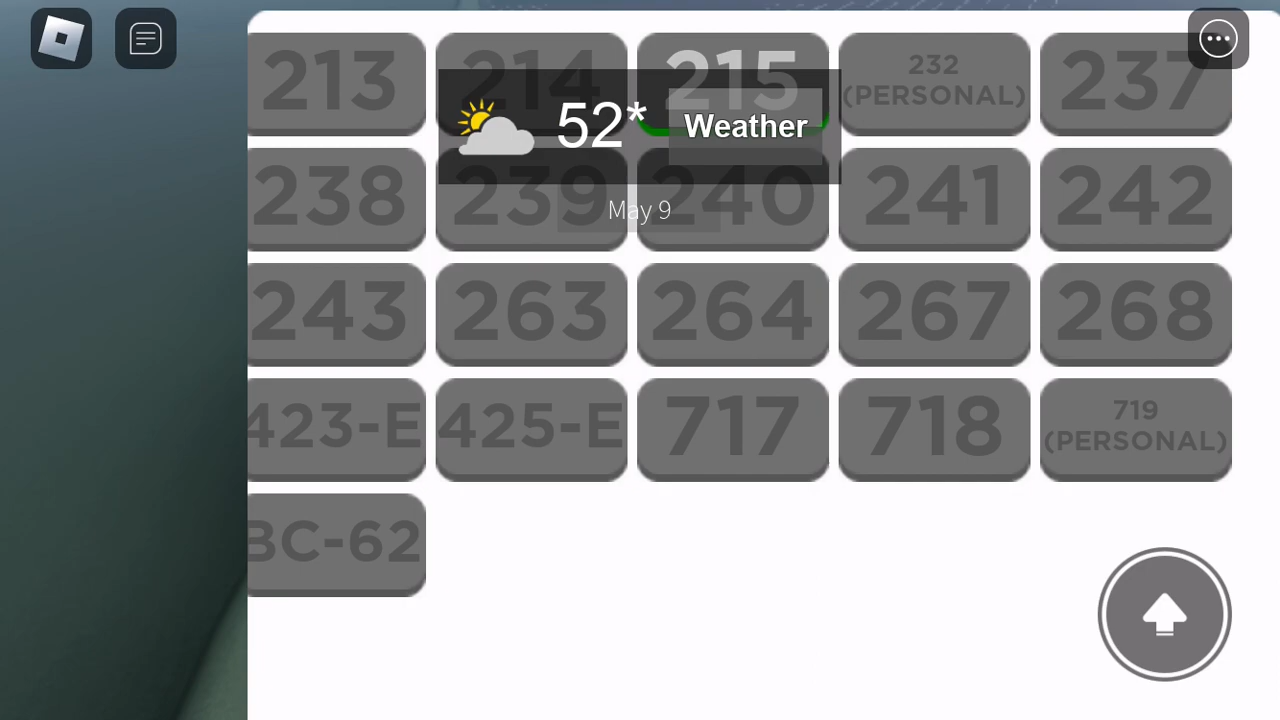 213 214 215 232 (PERSONAL) 237
52* Weather
238 239 240 241 242
May 9
243 263 264 267 268
423-E 425-E 717 718 719 (PERSONAL)
BC-62